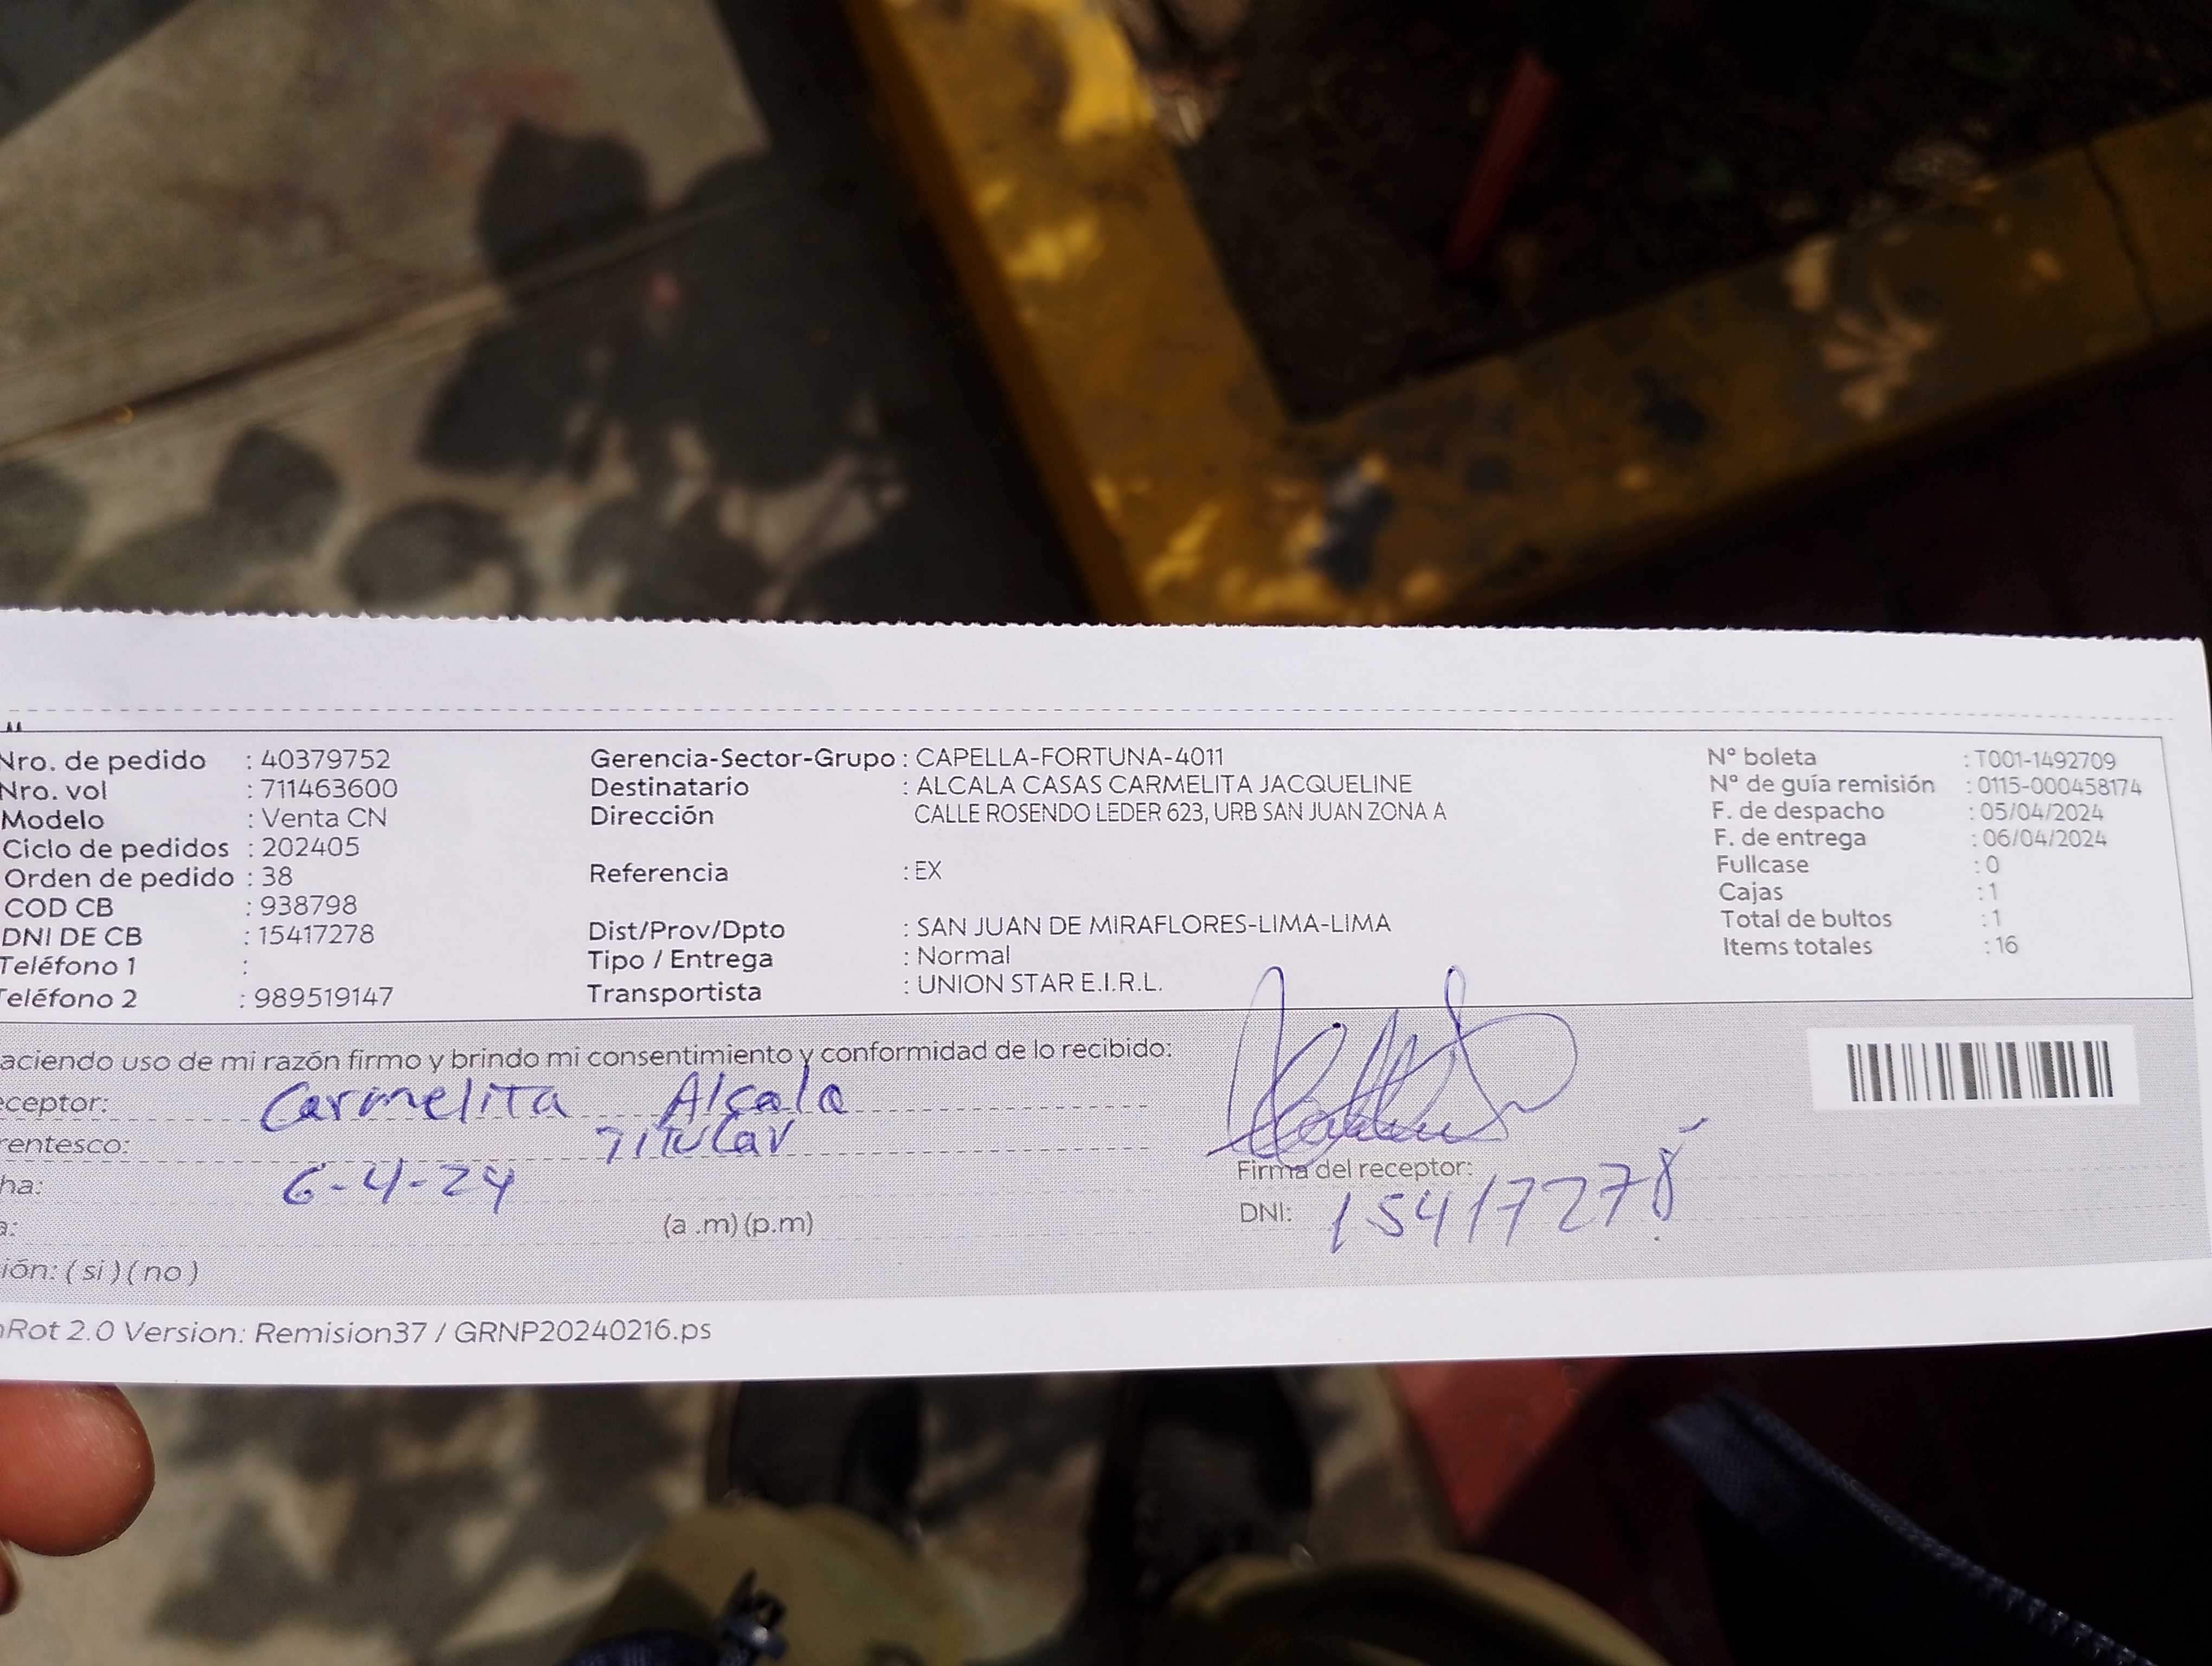 Nro. de pedido : 40379752
Nro. vol : 711463600
Modelo : Venta CN
Ciclo de pedidos : 202405
Orden de pedido : 38
COD CB : 938798
DNI DE CB : 15417278
Teléfono 1 :
Teléfono 2 : 989519147
Gerencia-Sector-Grupo : CAPELLA-FORTUNA-4011
Destinatario : ALCALA CASAS CARMELITA JACQUELINE
Dirección CALLE ROSENDO LEDER 623, URB SAN JUAN ZONA A
Referencia : EX
Dist/Prov/Dpto : SAN JUAN DE MIRAFLORES-LIMA-LIMA
Tipo / Entrega : Normal
Transportista : UNION STAR E.I.R.L.
N° boleta : T001-1492709
N° de guía remisión : 0115-000458174
F. de despacho : 05/04/2024
F. de entrega : 06/04/2024
Fullcase : 0
Cajas : 1
Total de bultos : 1
Items totales : 16
aciendo uso de mi razón firmo y brindo mi consentimiento y conformidad de lo recibido:
ceptor: Carmelita Alcala
rentesco: Titular
ha: 6-4-24
a: (a .m) (p.m)
ión: ( si ) ( no )
Firma del receptor:
DNI: 15417278
Rot 2.0 Version: Remision37 / GRNP20240216.ps